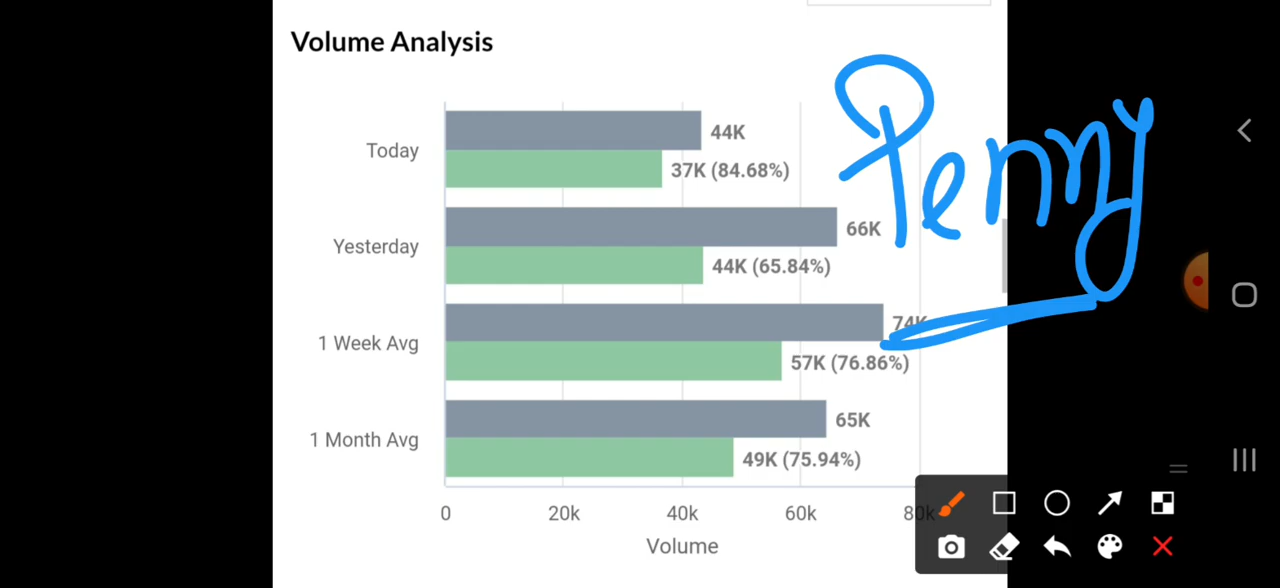 Volume Analysis
Penny
Today
44K
37K (84.68%)
Yesterday
66K
44K (65.84%)
1 Week Avg
74K
57K (76.86%)
1 Month Avg
65K
49K (75.94%)
0 20k 40k 60k 80k
Volume